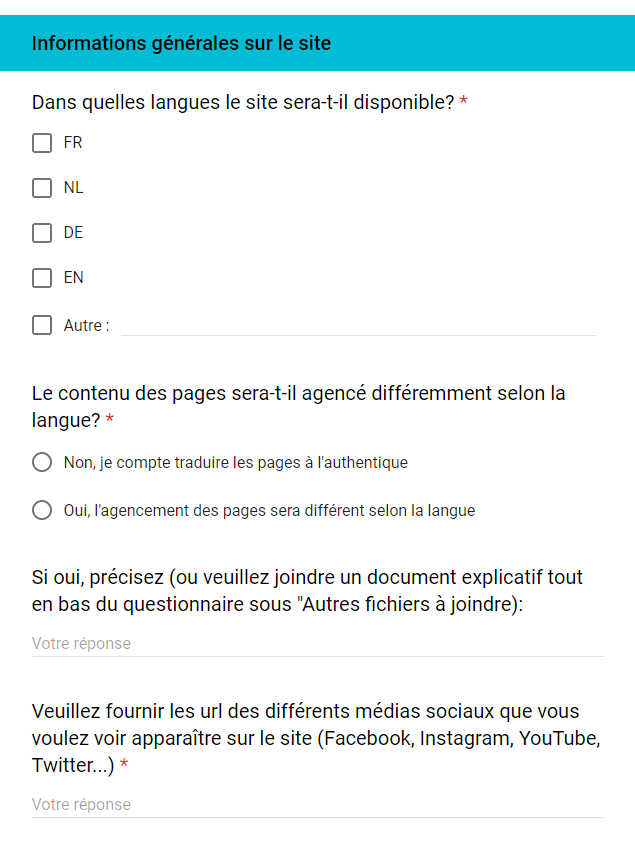 Informations générales sur le site
Dans quelles langues le site sera-t-il disponible? *
FR
NL
DE
EN
Autre :
Le contenu des pages sera-t-il agencé différemment selon la
langue? *
Non, je compte traduire les pages à l'authentique
Oui, l'agencement des pages sera différent selon la langue
Si oui, précisez (ou veuillez joindre un document explicatif tout
en bas du questionnaire sous "Autres fichiers à joindre):
Votre réponse
Veuillez fournir les url des différents médias sociaux que vous
voulez voir apparaître sur le site (Facebook, Instagram, YouTube,
Twitter...) *
Votre réponse